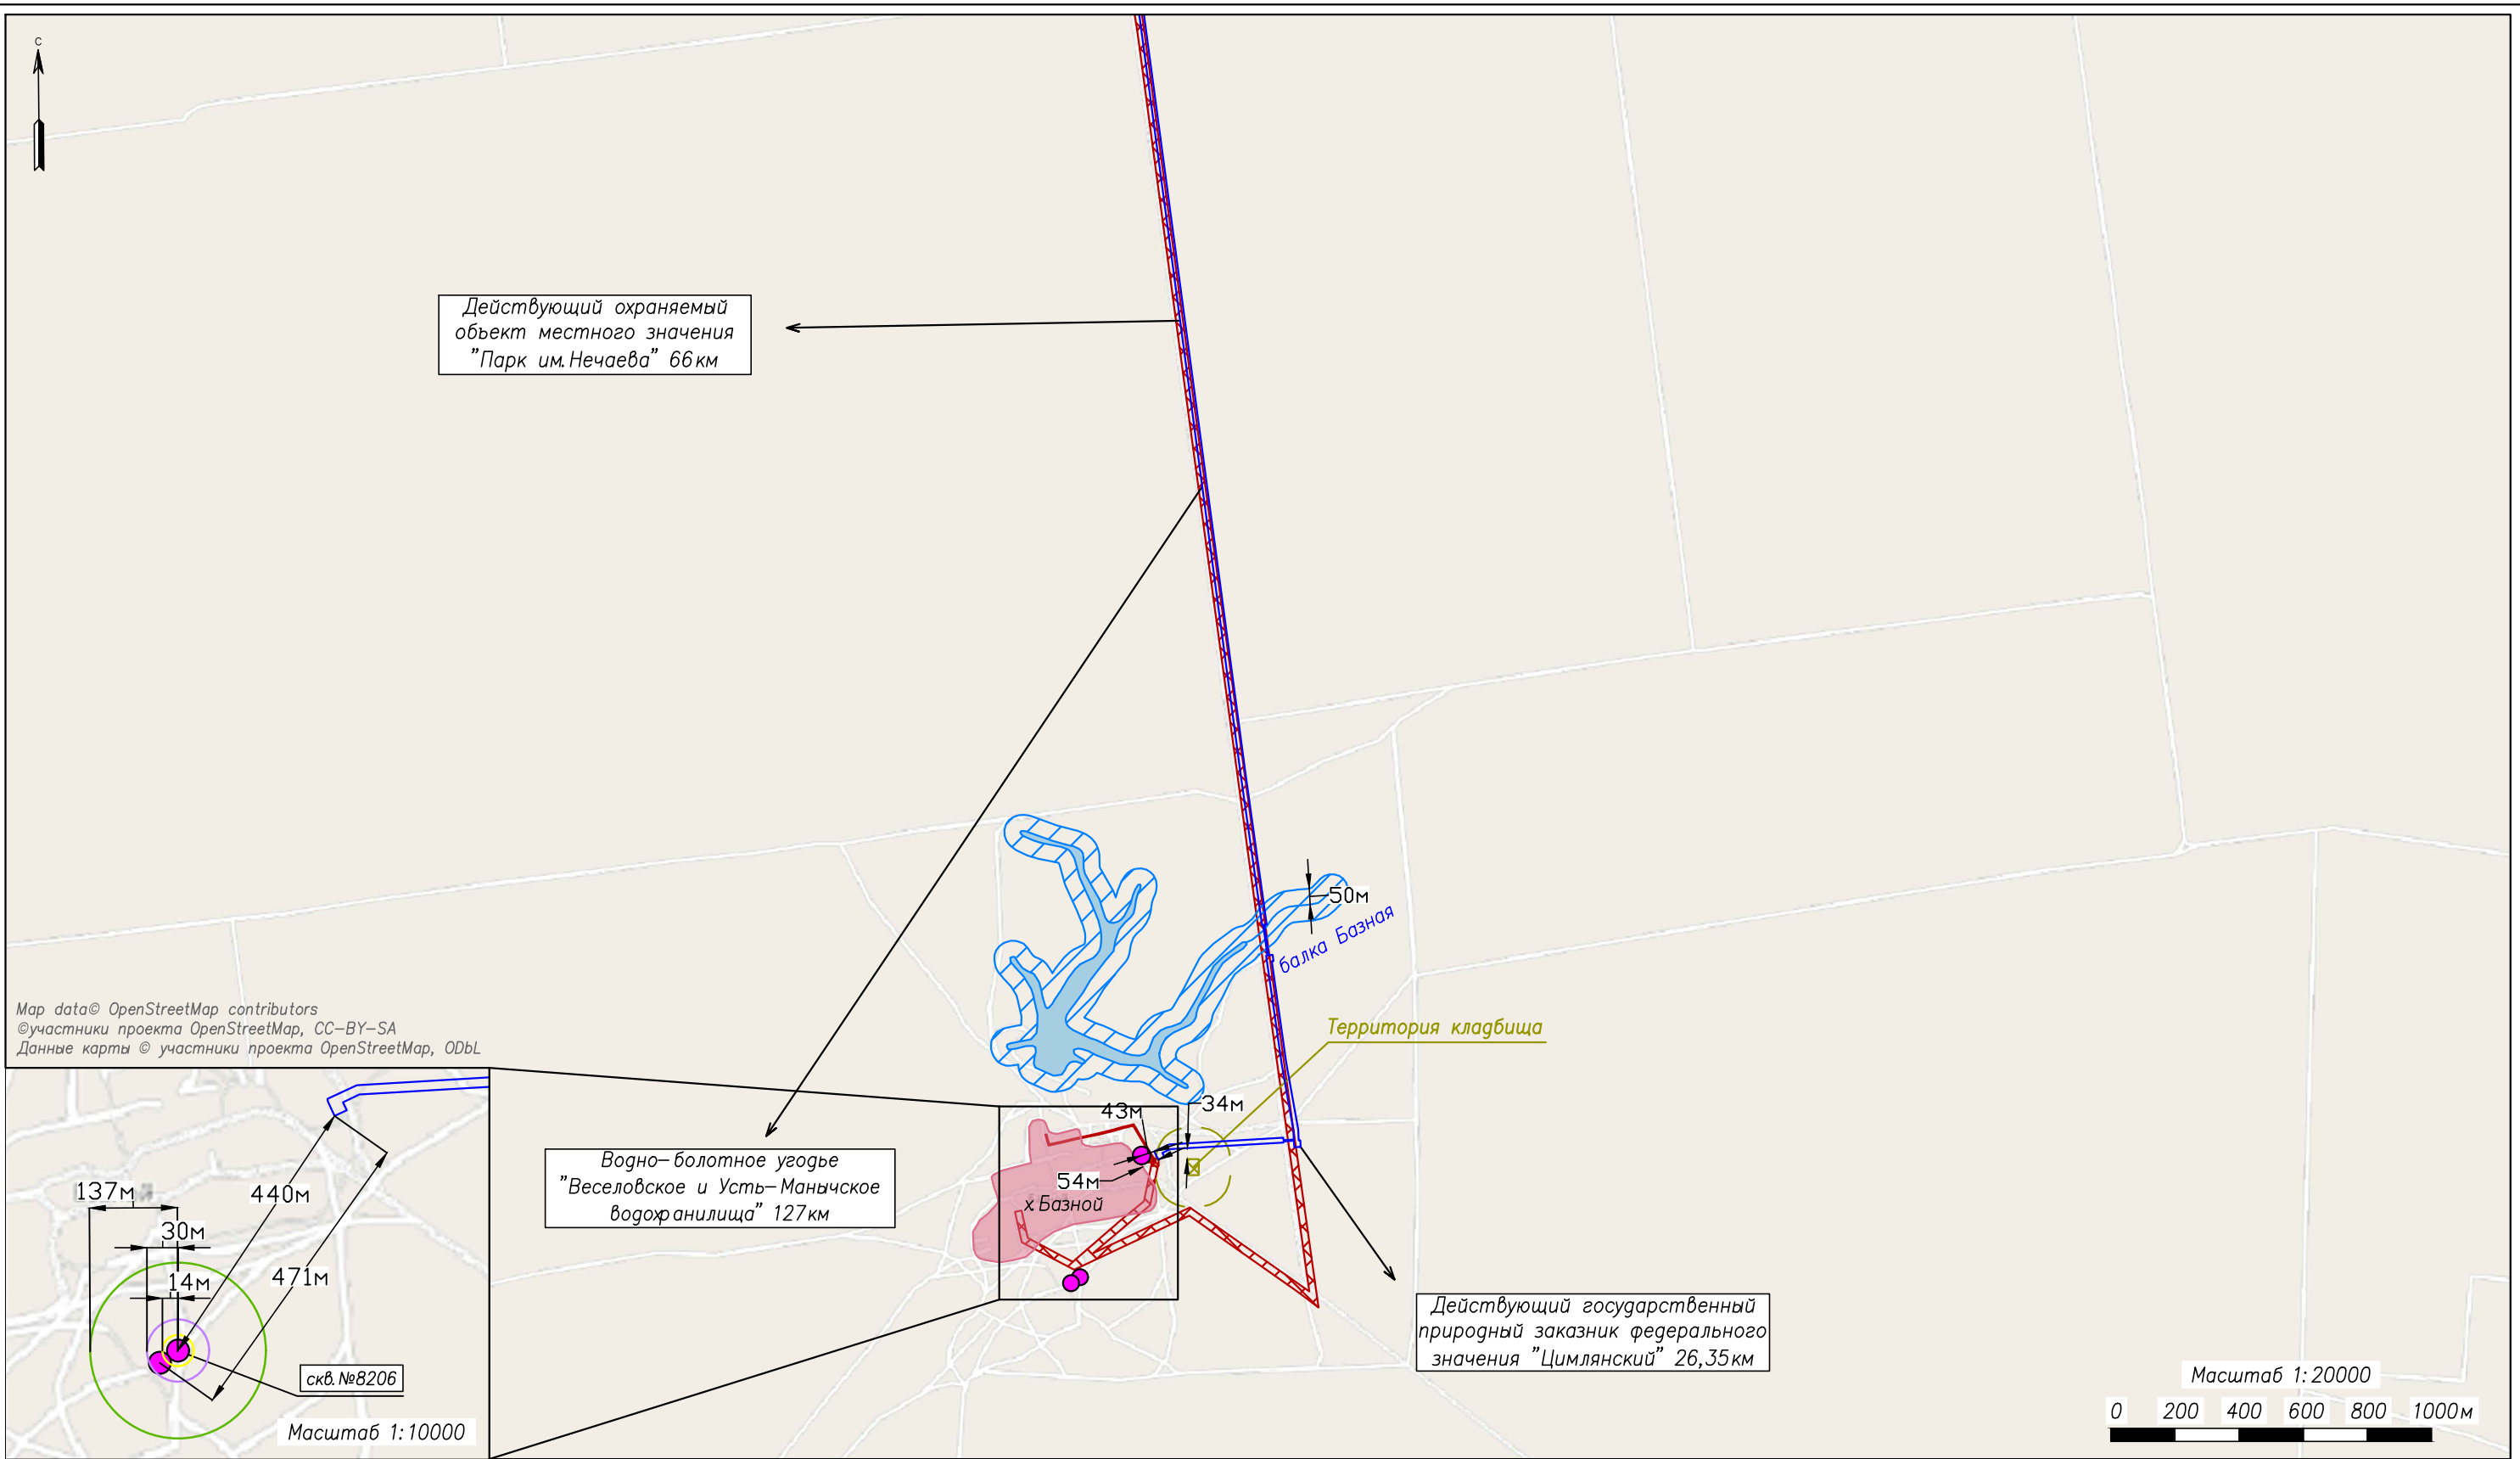 С
Действующий охраняемый
объект местного значения
"Парк им.Нечаева" 66км
50м
балка Базная
Map data© OpenStreetMap contributors
©участники проекта OpenStreetMap, CC-BY-SA
Данные карты © участники проекта OpenStreetMap, ODbL
Территория кладбища
43м
34м
54м
х Базной
Водно-болотное угодье
"Веселовское и Усть-Манычское
водохранилища" 127км
137м
440м
30м
471м
14м
скв.№8206
Масштаб 1:10000
Действующий государственный
природный заказник федерального
значения "Цимлянский" 26,35км
Масштаб 1:20000
0 200 400 600 800 1000м